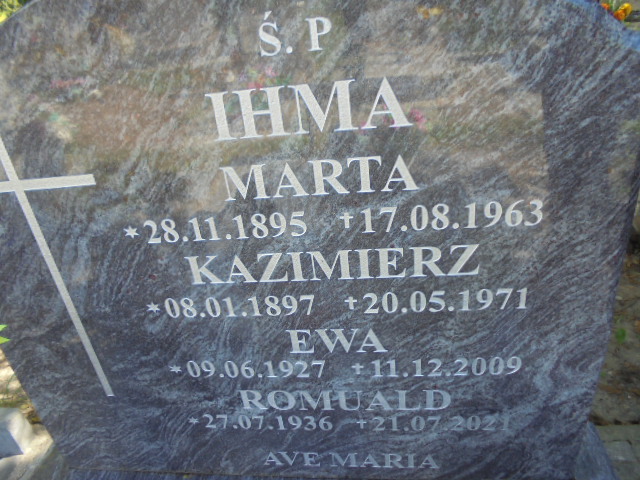 Ś.P
IHMA
MARTA
*28.11.1895 †17.08.1963
KAZIMIERZ
*08.01.1897 †20.05.1971
EWA
*09.06.1927 †11.12.2009
ROMUALD
*27.07.1936 †21.07.2021
AVE MARIA